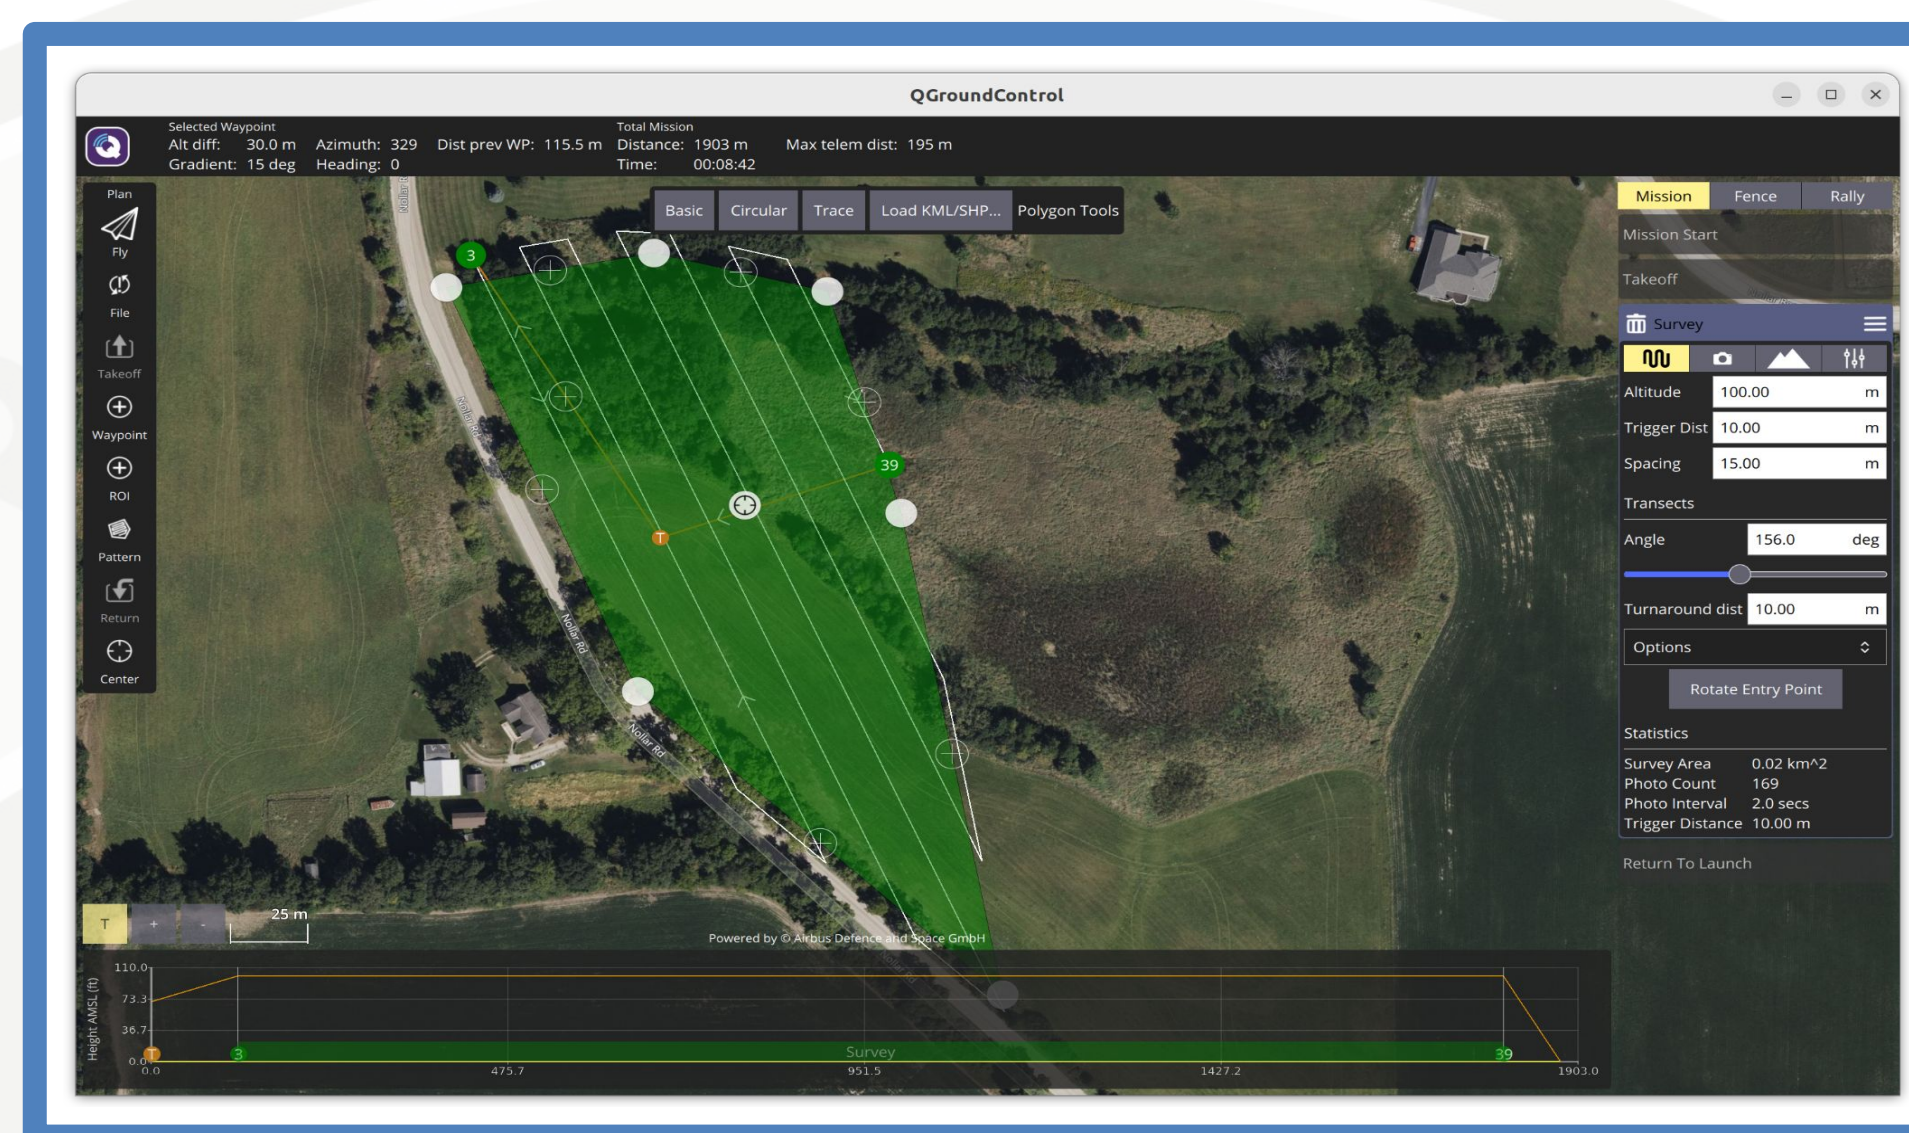 QGroundControl
Selected Waypoint
Alt diff: 30.0 m Azimuth: 329 Dist prev WP: 115.5 m
Gradient: 15 deg Heading: 0
Total Mission
Distance: 1903 m Max telem dist: 195 m
Time: 00:08:42
Plan
Fly
File
Takeoff
Waypoint
ROI
Pattern
Return
Center
Basic Circular Trace Load KML/SHP... Polygon Tools
Nollar Rd
3
Nollar Rd
39
T
Nollar Rd
Nollar Rd
Mission Fence Rally
Mission Start
Takeoff
Survey
Altitude 100.00 m
Trigger Dist 10.00 m
Spacing 15.00 m
Transects
Angle 156.0 deg
Turnaround dist 10.00 m
Options
Rotate Entry Point
Statistics
Survey Area 0.02 km^2
Photo Count 169
Photo Interval 2.0 secs
Trigger Distance 10.00 m
Return To Launch
T + - 25 m
Powered by © Airbus Defence and Space GmbH
Nollar Rd
Height AMSL (ft)
110.0
73.3
36.7
0.0
T 3 Survey 39
0.0 475.7 951.5 1427.2 1903.0